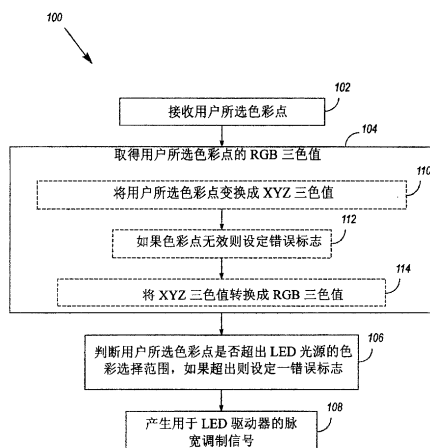 100
102
接收用户所选色彩点
104
取得用户所选色彩点的 RGB 三色值
110
将用户所选色彩点变换成 XYZ 三色值
112
如果色彩点无效则设定错误标志
114
将 XYZ 三色值转换成 RGB 三色值
106
判断用户所选色彩点是否超出 LED 光源的色
彩选择范围，如果超出则设定一错误标志
108
产生用于 LED 驱动器的脉
宽调制信号